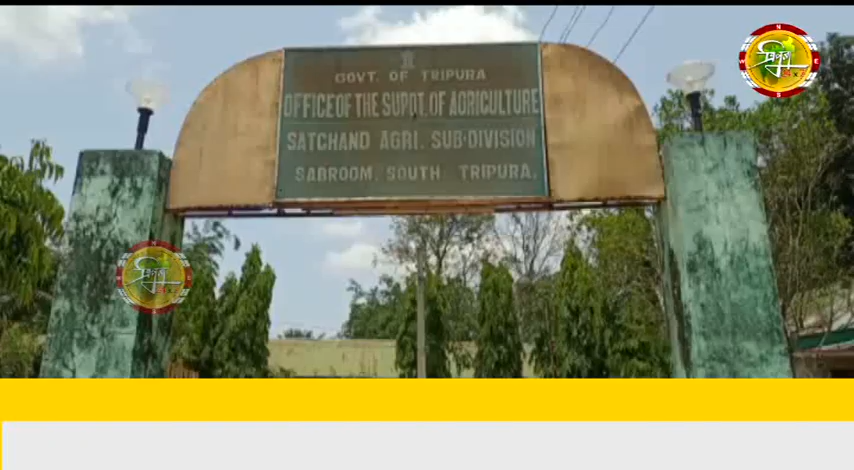 GOVT. OF TRIPURA
OFFICE OF THE SUPDT. OF AGRICULTURE
SATCHAND AGRI. SUB-DIVISION
SABROOM, SOUTH TRIPURA.